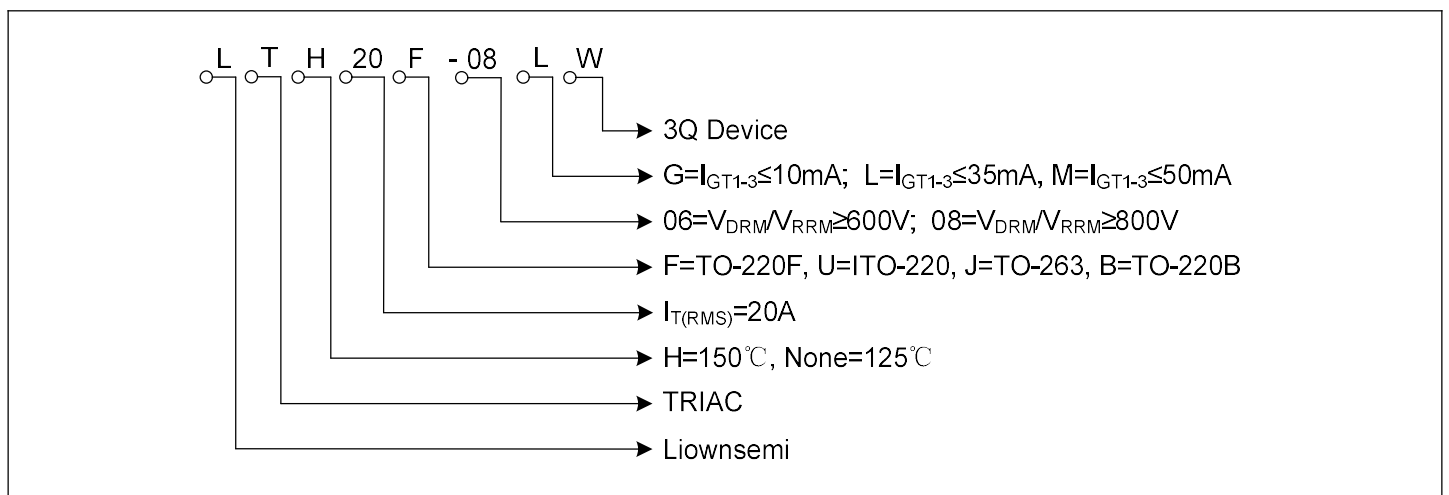 L T H 20 F - 08 L W
3Q Device
G=IGT1-3≤10mA; L=IGT1-3≤35mA, M=IGT1-3≤50mA
06=VDRM/VRRM≥600V; 08=VDRM/VRRM≥800V
F=TO-220F, U=ITO-220, J=TO-263, B=TO-220B
IT(RMS)=20A
H=150℃, None=125℃
TRIAC
Liownsemi